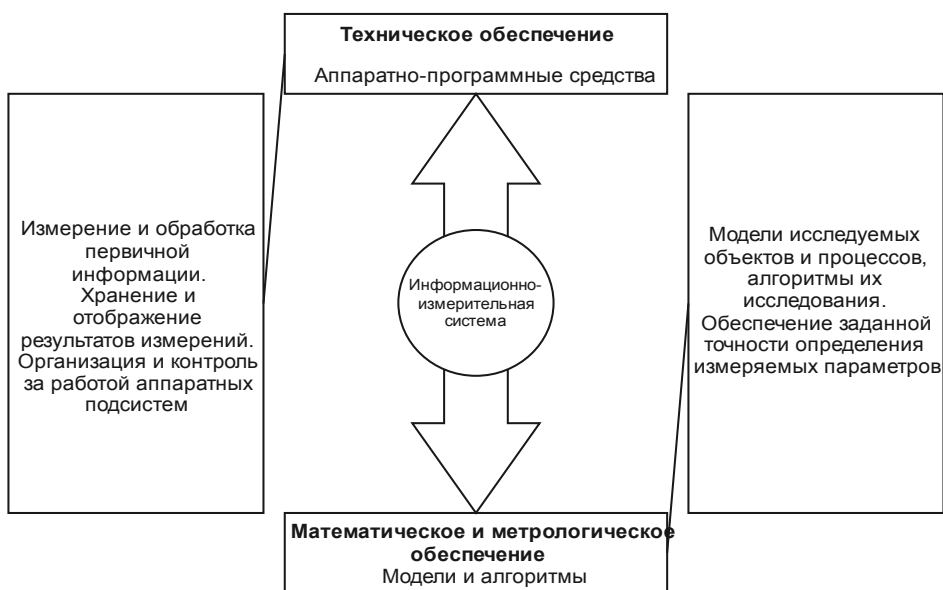 Техническое обеспечение
Аппаратно-программные средства
Измерение и обработка
первичной
информации.
Хранение и
отображение
результатов измерений.
Организация и контроль
за работой аппаратных
подсистем
Информационно-
измерительная
система
Модели исследуемых
объектов и процессов,
алгоритмы их
исследования.
Обеспечение заданной
точности определения
измеряемых параметров
Математическое и метрологическое
обеспечение
Модели и алгоритмы